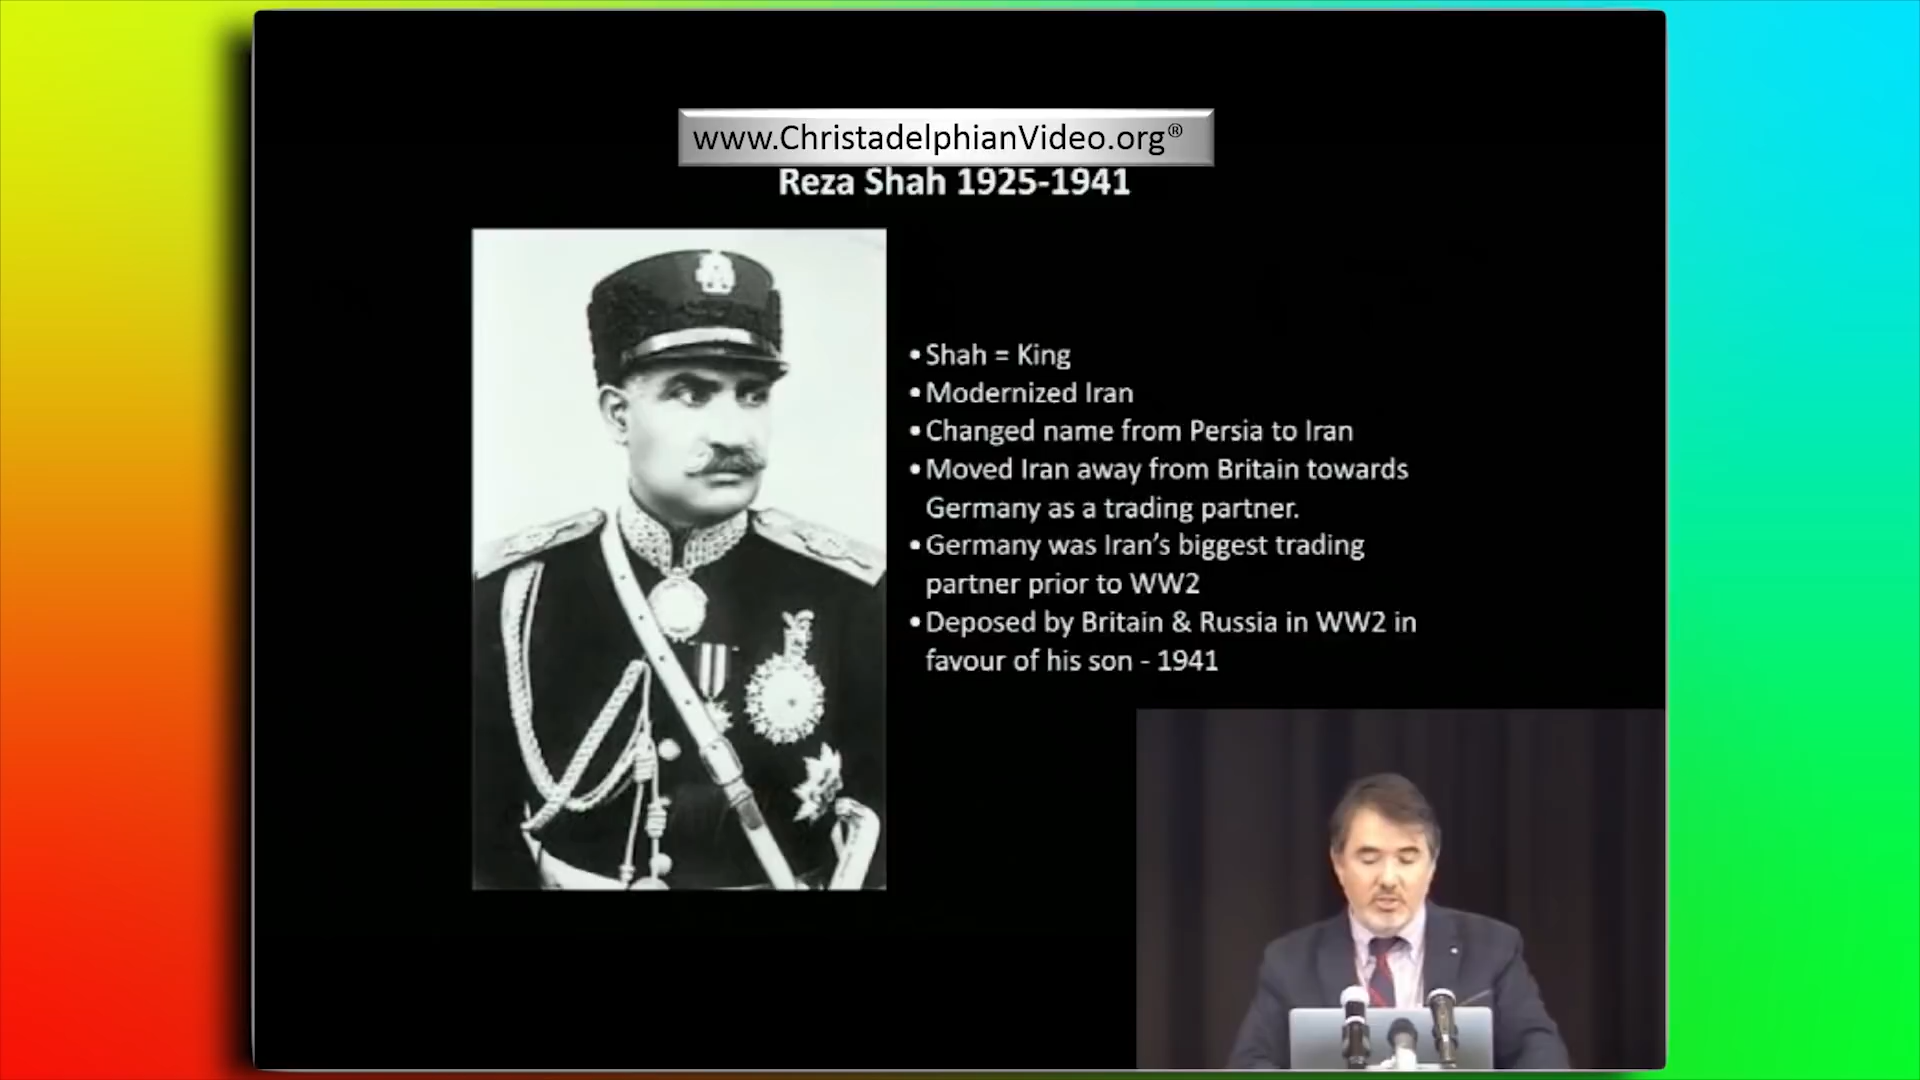 www.ChristadelphianVideo.org®
Reza Shah 1925-1941
• Shah = King
• Modernized Iran
• Changed name from Persia to Iran
• Moved Iran away from Britain towards
Germany as a trading partner.
• Germany was Iran's biggest trading
partner prior to WW2
• Deposed by Britain & Russia in WW2 in
favour of his son - 1941